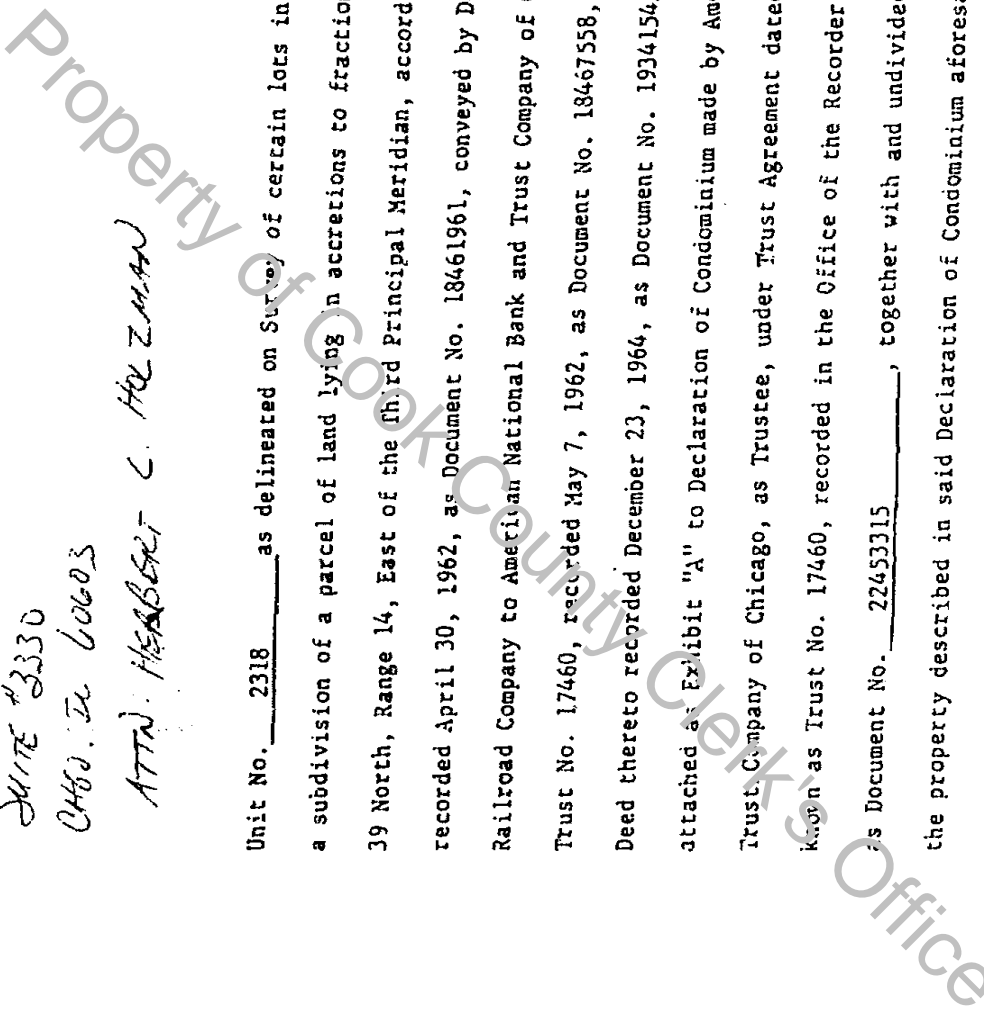 SUITE #3330
CHGO. IL 60603
ATTN: HERBERT C. HOLZMAN
Unit No. 2318 as delineated on Survey of certain lots in
a subdivision of a parcel of land lying in accretions to fractio
39 North, Range 14, East of the Third Principal Meridian, accord
recorded April 30, 1962, as Document No. 18461961, conveyed by D
Railroad Company to American National Bank and Trust Company of
Trust No. 17460, recorded May 7, 1962, as Document No. 18467558,
Deed thereto recorded December 23, 1964, as Document No. 1934154
attached as Exhibit "A" to Declaration of Condominium made by Ame
Trust Company of Chicago, as Trustee, under Trust Agreement dated
known as Trust No. 17460, recorded in the Office of the Recorder
as Document No. 22453315, together with and undivided
the property described in said Declaration of Condominium aforesa
Property of Cook County Clerk's Office